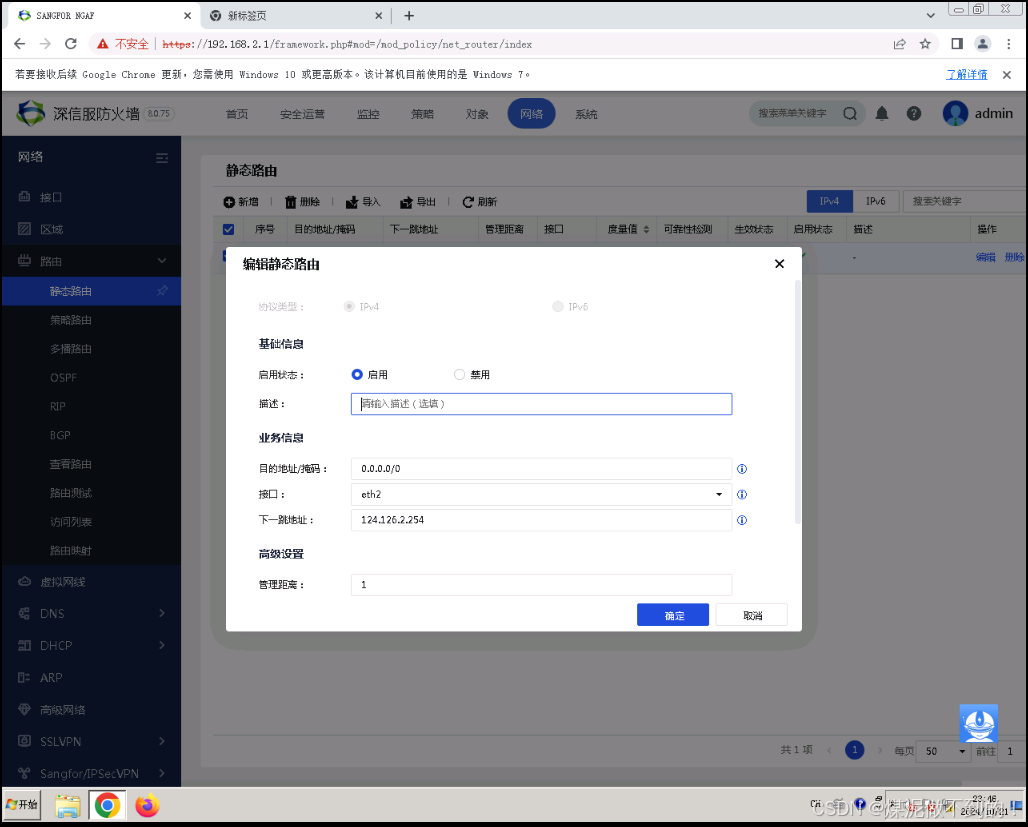 SANGFOR NGAF
新标签页
不安全 https://192.168.2.1/framework.php#mod=/mod_policy/net_router/index
若要接收后续 Google Chrome 更新，您需使用 Windows 10 或更高版本。该计算机目前使用的是 Windows 7。 了解详情
深信服防火墙 8.0.75 首页 安全运营 监控 策略 对象 网络 系统 搜索菜单关键字 admin
网络
接口
区域
路由
静态路由
策略路由
多播路由
OSPF
RIP
BGP
查看路由
路由测试
访问列表
路由映射
虚拟网线
DNS
DHCP
ARP
高级网络
SSLVPN
Sangfor/IPSecVPN
静态路由
新增 删除 导入 导出 刷新 IPv4 IPv6 搜索关键字
序号 目的地址/掩码 下一跳地址 管理距离 接口 度量值 可靠性检测 生效状态 启用状态 描述 操作
- 编辑 删除
编辑静态路由
协议类型： IPv4 IPv6
基础信息
启用状态： 启用 禁用
描述： 请输入描述（选填）
业务信息
目的地址/掩码： 0.0.0.0/0
接口： eth2
下一跳地址： 124.126.2.254
高级设置
管理距离： 1
确定 取消
共 1 项 1 每页 50 前往 1
开始
23:46